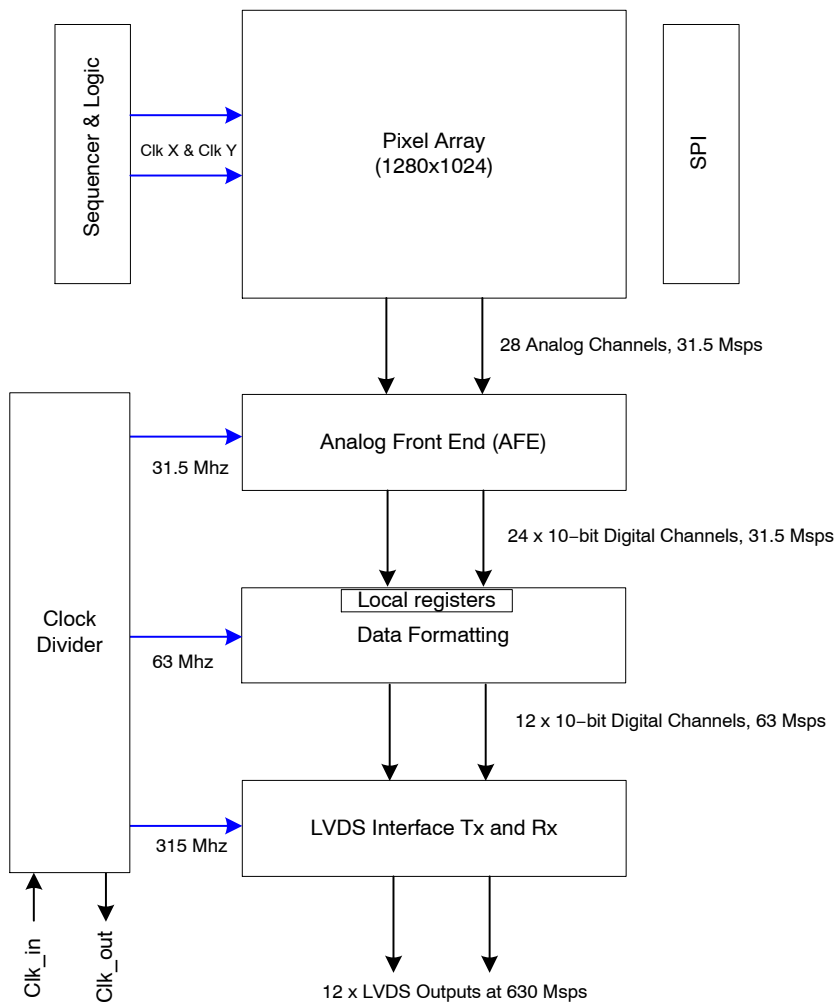 Sequencer & Logic
Clk X & Clk Y
Pixel Array
(1280x1024)
SPI
28 Analog Channels, 31.5 Msps
Analog Front End (AFE)
31.5 Mhz
24 x 10−bit Digital Channels, 31.5 Msps
Local registers
Data Formatting
Clock
Divider
63 Mhz
12 x 10−bit Digital Channels, 63 Msps
LVDS Interface Tx and Rx
315 Mhz
Clk_in
Clk_out
12 x LVDS Outputs at 630 Msps